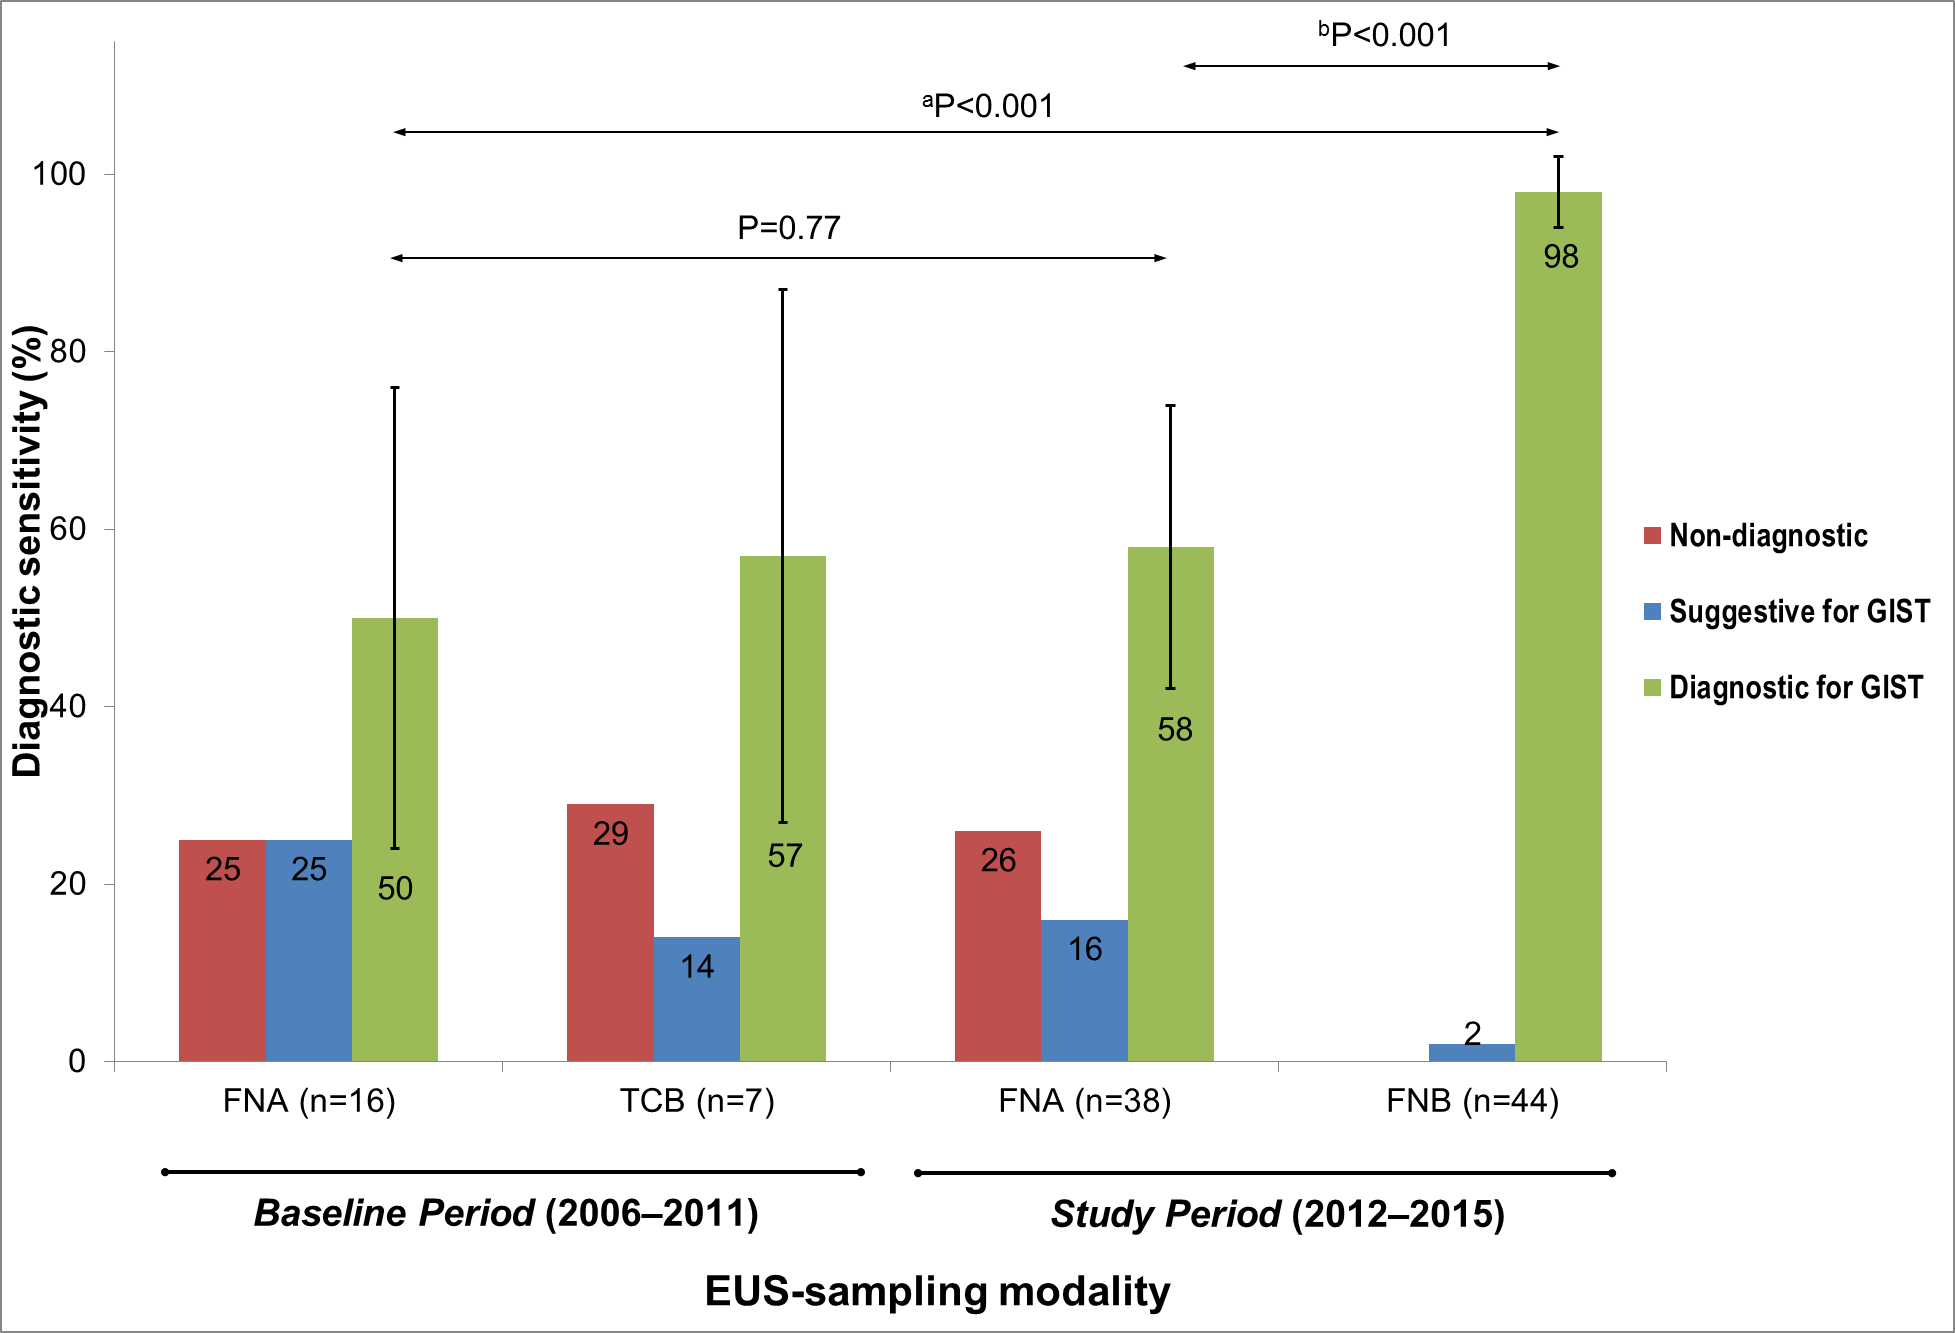 ᵇP<0.001
ᵃP<0.001
P=0.77
Diagnostic sensitivity (%)
100
80
60
40
20
0
25
25
50
29
14
57
26
16
58
2
98
Non-diagnostic
Suggestive for GIST
Diagnostic for GIST
FNA (n=16)
TCB (n=7)
FNA (n=38)
FNB (n=44)
Baseline Period (2006–2011)
Study Period (2012–2015)
EUS-sampling modality